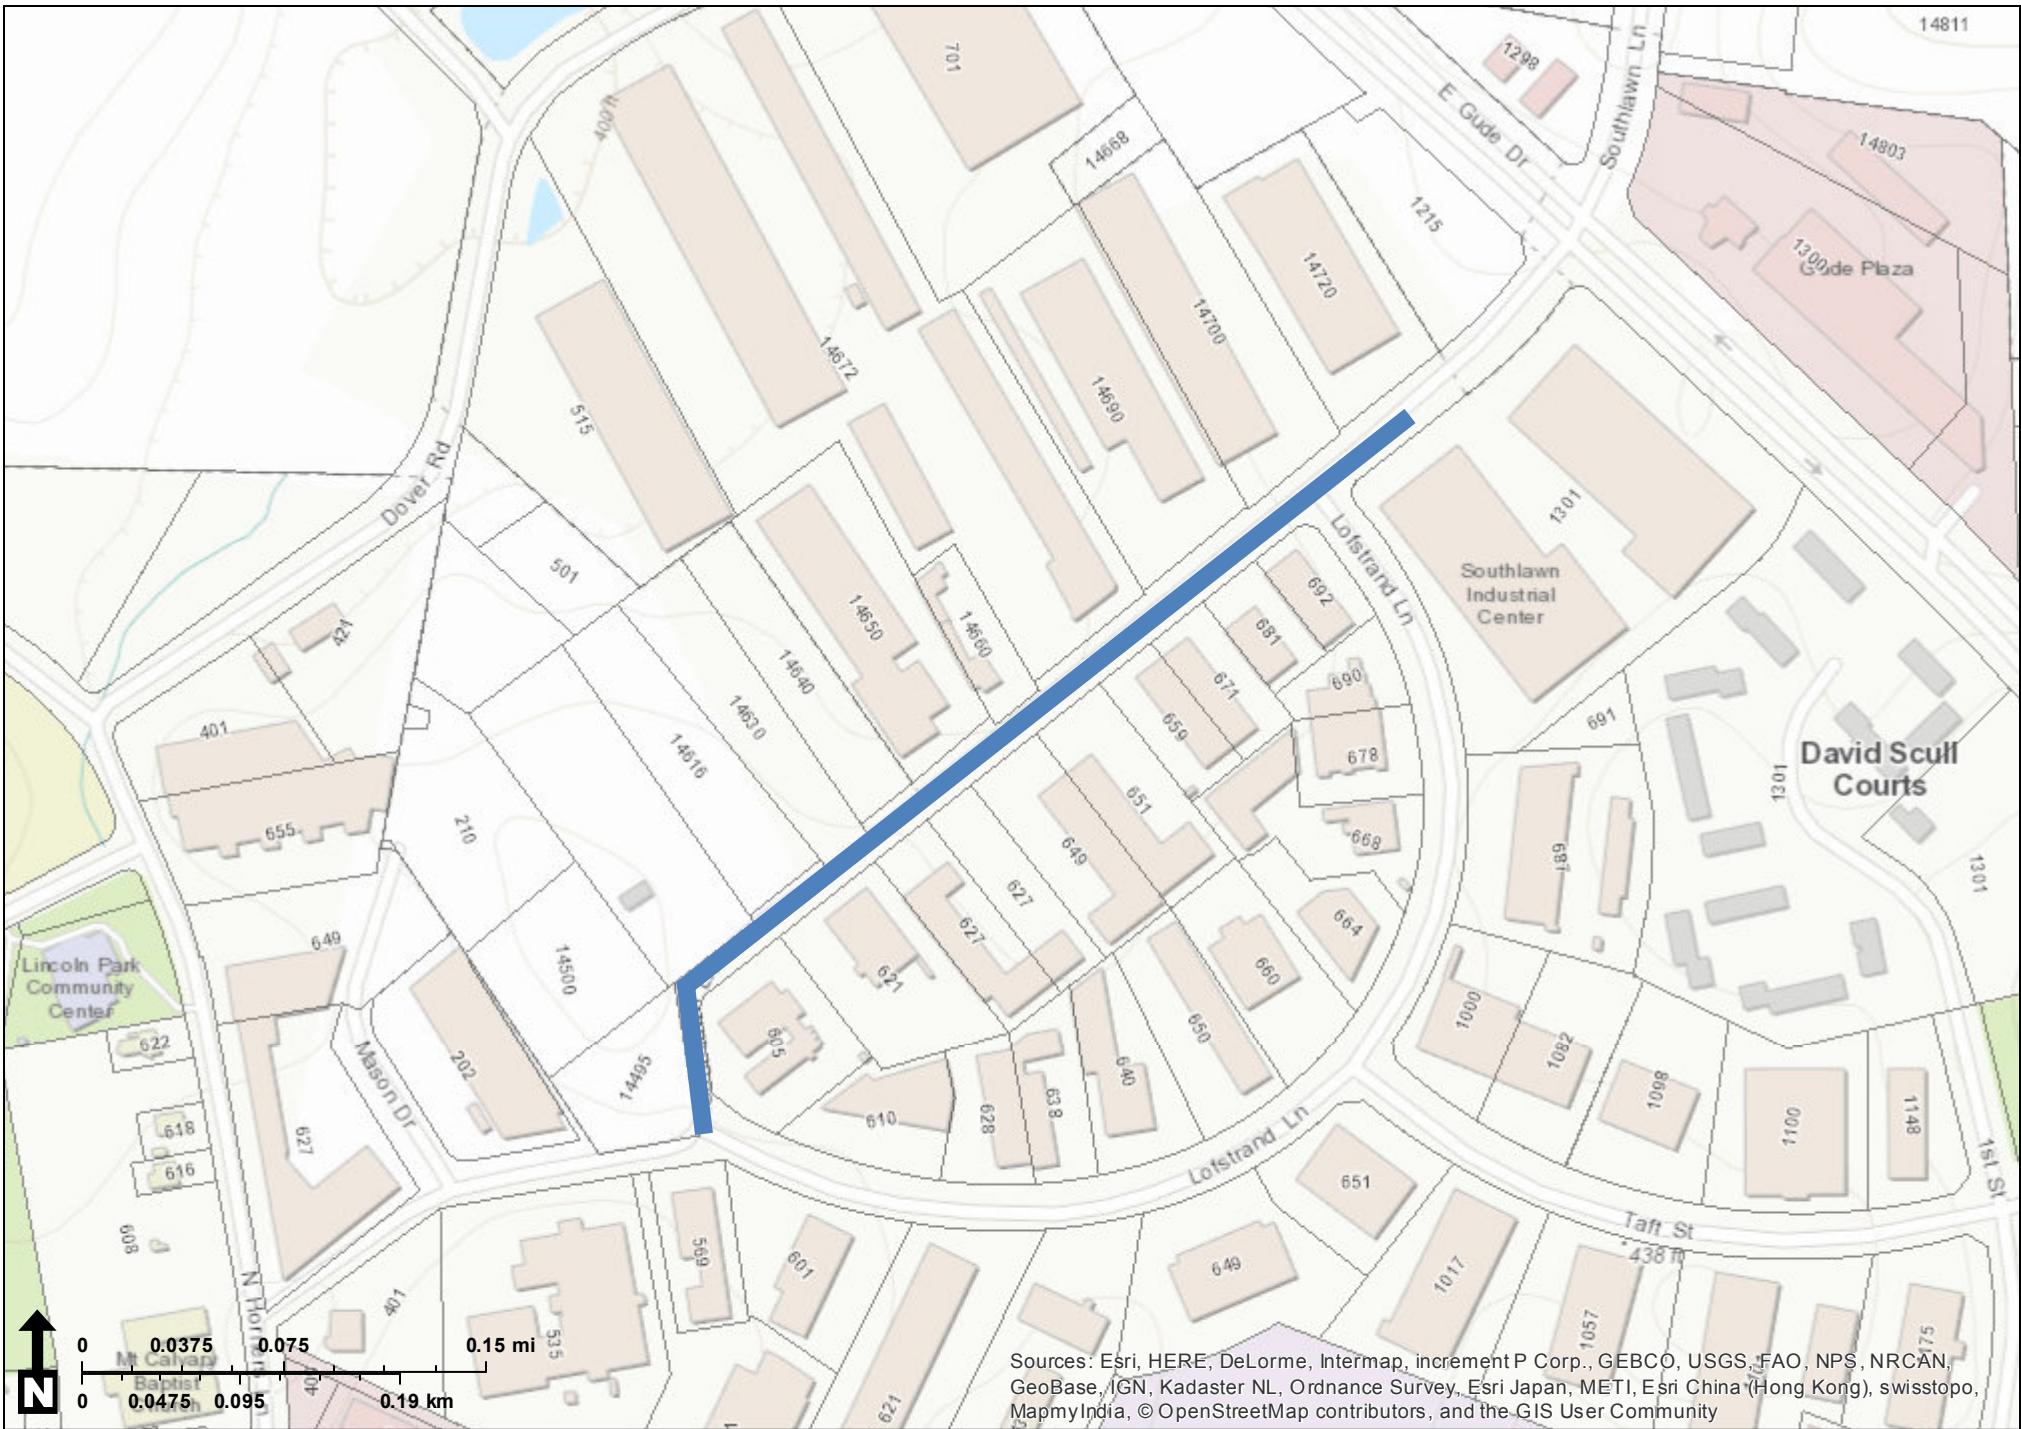 14811
Southlawn Ln
1298
701
E Gude Dr
400 ft
14668
14803
1215
1300
Gude Plaza
14720
14700
14672
14690
515
Dover Rd
1301
Lofstrand Ln
Southlawn
Industrial
Center
501
692
14650
14660
681
421
14640
671
690
691
401
14630
659
678
David Scull
Courts
14616
651
1301
655
210
649
668
687
1301
627
627
664
649
14500
621
660
Lincoln Park
Community
Center
650
1000
605
622
1082
Mason Dr
202
14495
640
638
1098
618
610
628
1100
1148
627
616
Lofstrand Ln
651
1st St
608
Taft St
438 ft
569
601
649
1017
401
535
1057
175
621
Mt Calvary
Baptist
Church
0 0.0375 0.075 0.15 mi
0 0.0475 0.095 0.19 km
N
Sources: Esri, HERE, DeLorme, Intermap, increment P Corp., GEBCO, USGS, FAO, NPS, NRCAN,
GeoBase, IGN, Kadaster NL, Ordnance Survey, Esri Japan, METI, Esri China (Hong Kong), swisstopo,
MapmyIndia, © OpenStreetMap contributors, and the GIS User Community